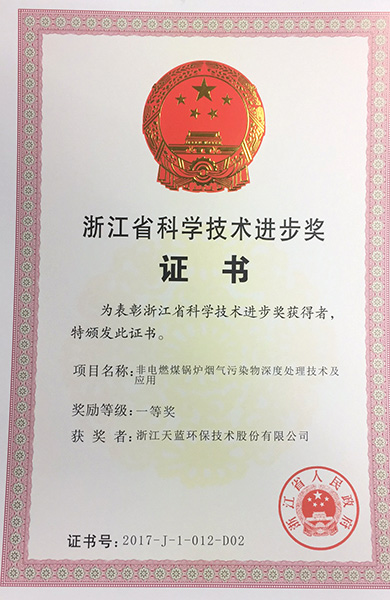 浙江省科学技术进步奖
证书
为表彰浙江省科学技术进步奖获得者，
特颁发此证书。
项目名称：非电燃煤锅炉烟气污染物深度处理技术及
应用
奖励等级：一等奖
获 奖 者：浙江天蓝环保技术股份有限公司
浙江省人民政府
证书号：2017-J-1-012-D02